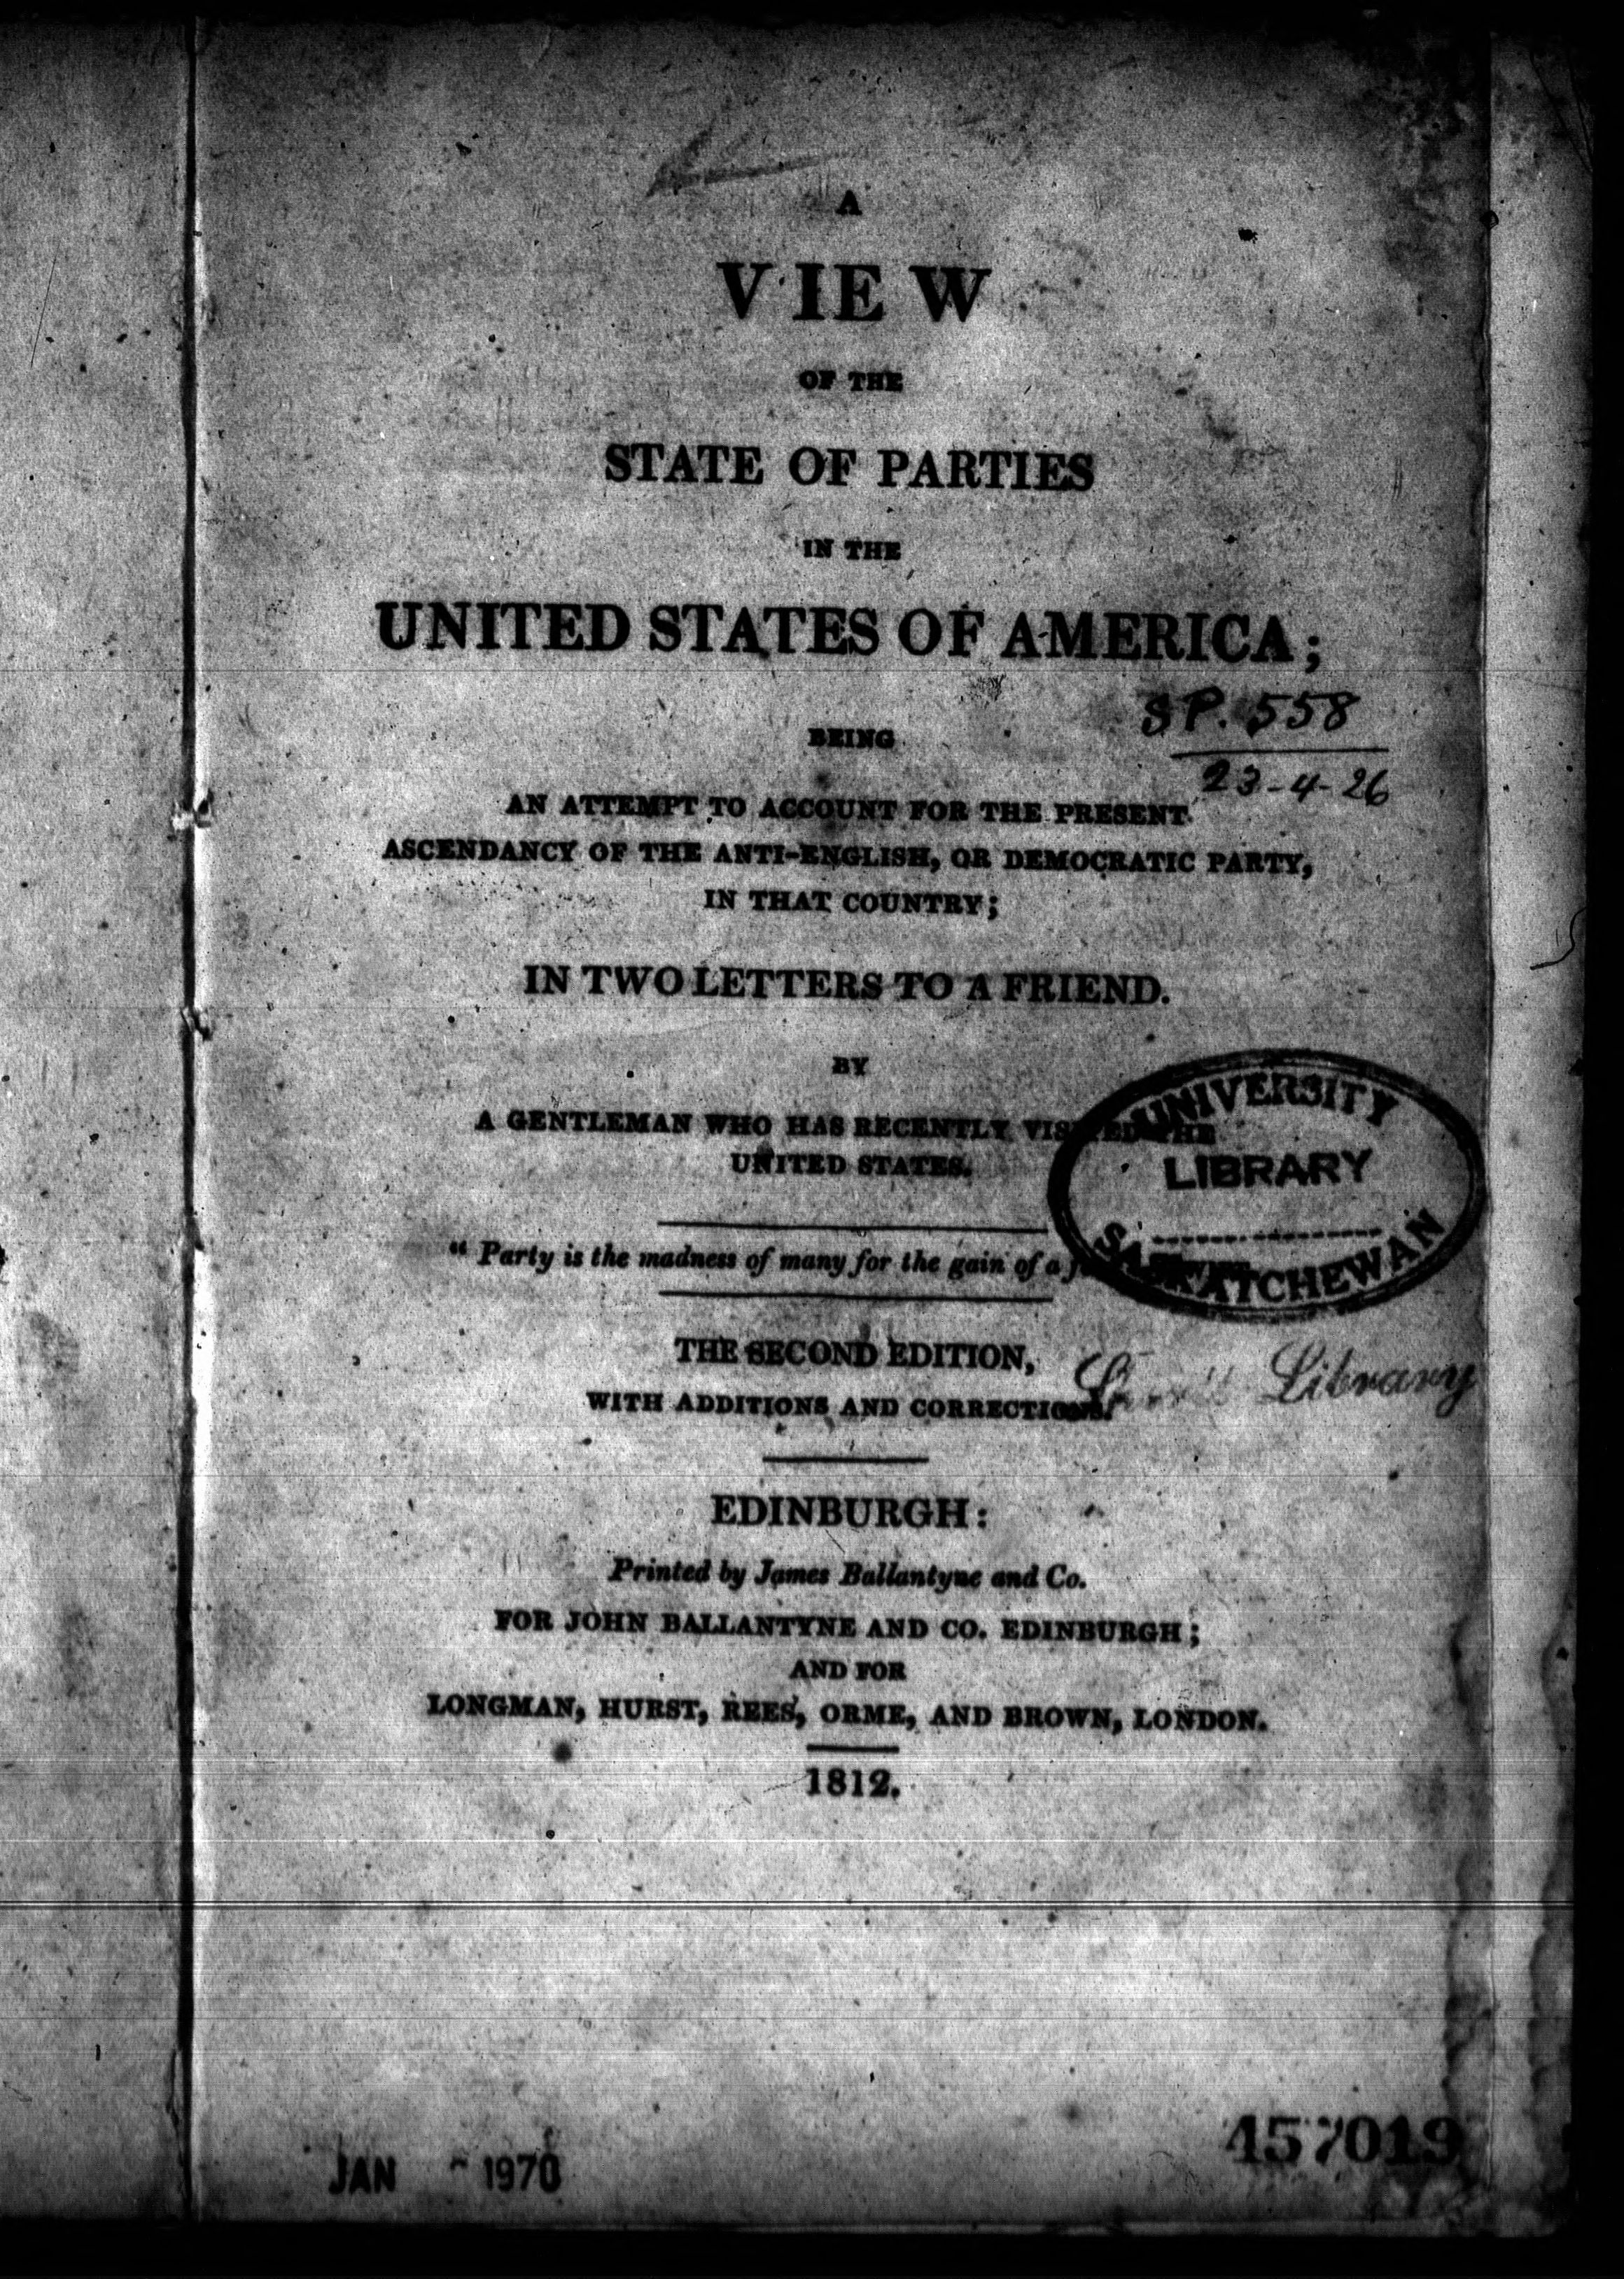 A
VIEW
OF THE
STATE OF PARTIES
IN THE
UNITED STATES OF AMERICA;
SP. 558
23-4-26
BEING
AN ATTEMPT TO ACCOUNT FOR THE PRESENT
ASCENDANCY OF THE ANTI-ENGLISH, OR DEMOCRATIC PARTY,
IN THAT COUNTRY;
IN TWO LETTERS TO A FRIEND.
BY
A GENTLEMAN WHO HAS RECENTLY VISITED THE
UNITED STATES.
UNIVERSITY
LIBRARY
SASKATCHEWAN
" Party is the madness of many for the gain of a
THE SECOND EDITION,
WITH ADDITIONS AND CORRECTIONS.
Library
EDINBURGH:
Printed by James Ballantyne and Co.
FOR JOHN BALLANTYNE AND CO. EDINBURGH;
AND FOR
LONGMAN, HURST, REES, ORME, AND BROWN, LONDON.
1812.
JAN 1970
457019